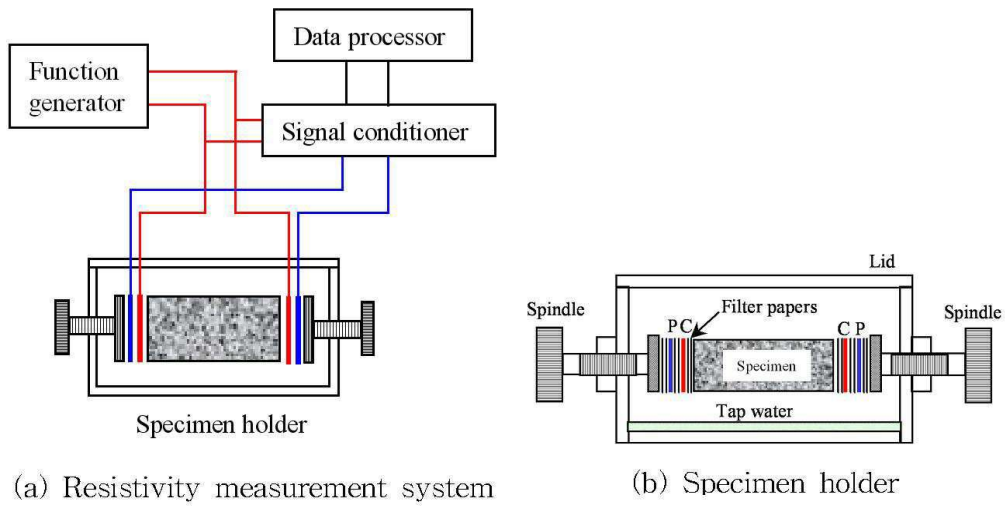 Data processor
Function
generator
Signal conditioner
Specimen holder
(a) Resistivity measurement system
Lid
Spindle
Filter papers
Spindle
P C
C P
Specimen
Tap water
(b) Specimen holder